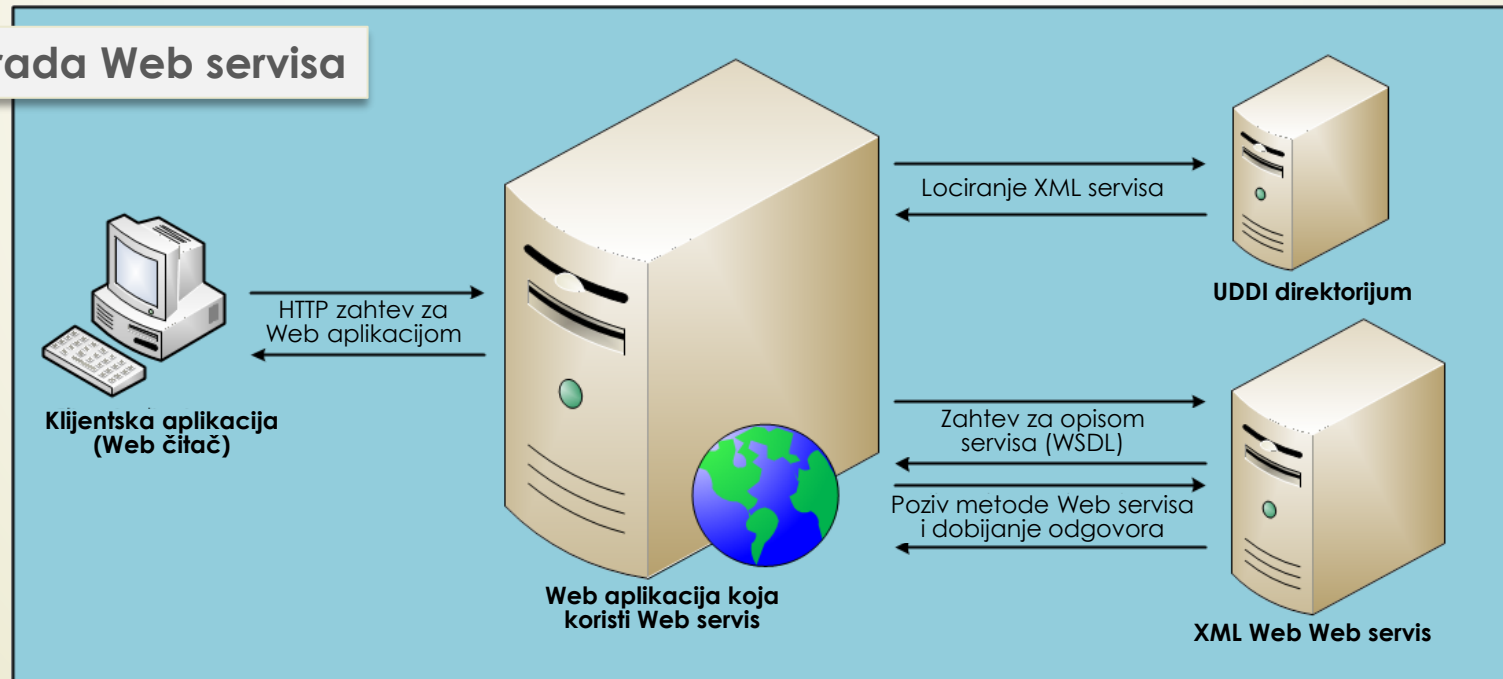 rada Web servisa
Lociranje XML servisa
UDDI direktorijum
HTTP zahtev za
Web aplikacijom
Klijentska aplikacija
(Web čitač)
Zahtev za opisom
servisa (WSDL)
Poziv metode Web servisa
i dobijanje odgovora
Web aplikacija koja
koristi Web servis
XML Web Web servis